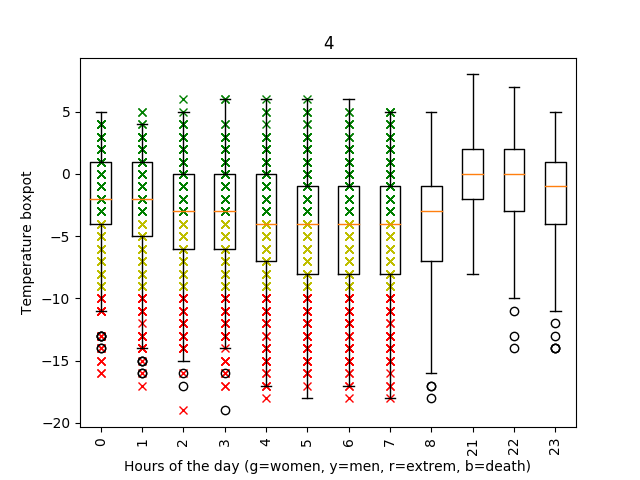 4
Temperature boxpot
5
0
−5
−10
−15
−20
0 1 2 3 4 5 6 7 8 21 22 23
Hours of the day (g=women, y=men, r=extrem, b=death)